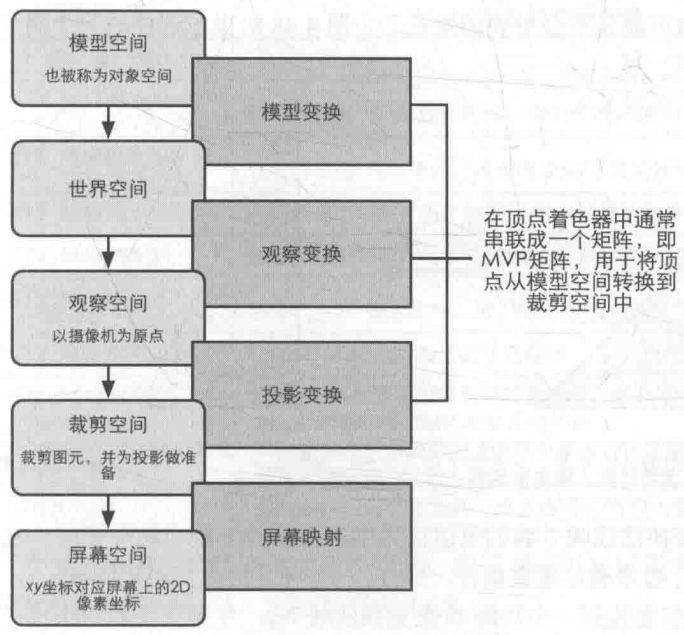 模型空间
也被称为对象空间
模型变换
世界空间
观察变换
在顶点着色器中通常
串联成一个矩阵，即
MVP矩阵，用于将顶
点从模型空间转换到
裁剪空间中
观察空间
以摄像机为原点
投影变换
裁剪空间
裁剪图元、并为投影做准
备
屏幕映射
屏幕空间
xy坐标对应屏幕上的2D
像素坐标